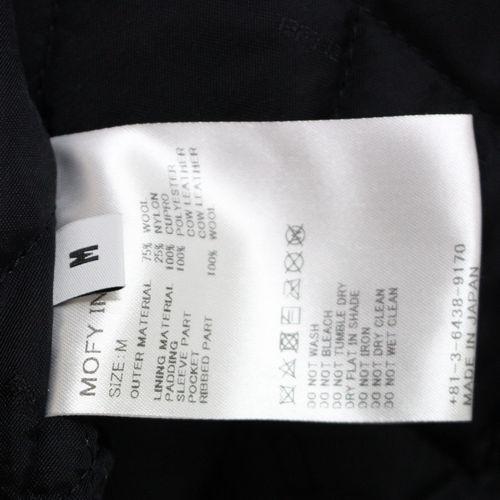 M
MOFY IN
SIZE : M
OUTER MATERIAL 75% WOOL
25% NYLON
LINING MATERIAL 100% CUPRO
PADDING 100% POLYESTER
SLEEVE PART COW LEATHER
POCKET COW LEATHER
RIBBED PART 100% WOOL
DO NOT WASH
DO NOT BLEACH
DO NOT TUMBLE DRY
DRY FLAT IN SHADE
DO NOT IRON
DO NOT DRY CLEAN
DO NOT WET CLEAN
+81-3-6438-9170
MADE IN JAPAN